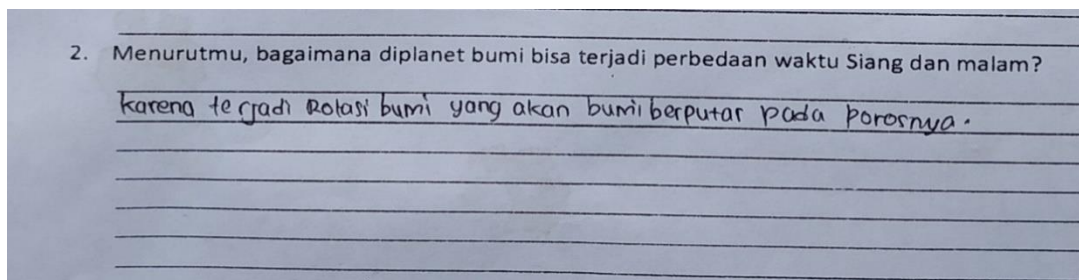 2. Menurutmu, bagaimana diplanet bumi bisa terjadi perbedaan waktu Siang dan malam?
karena terjadi Rotasi bumi yang akan bumi berputar pada porosnya.